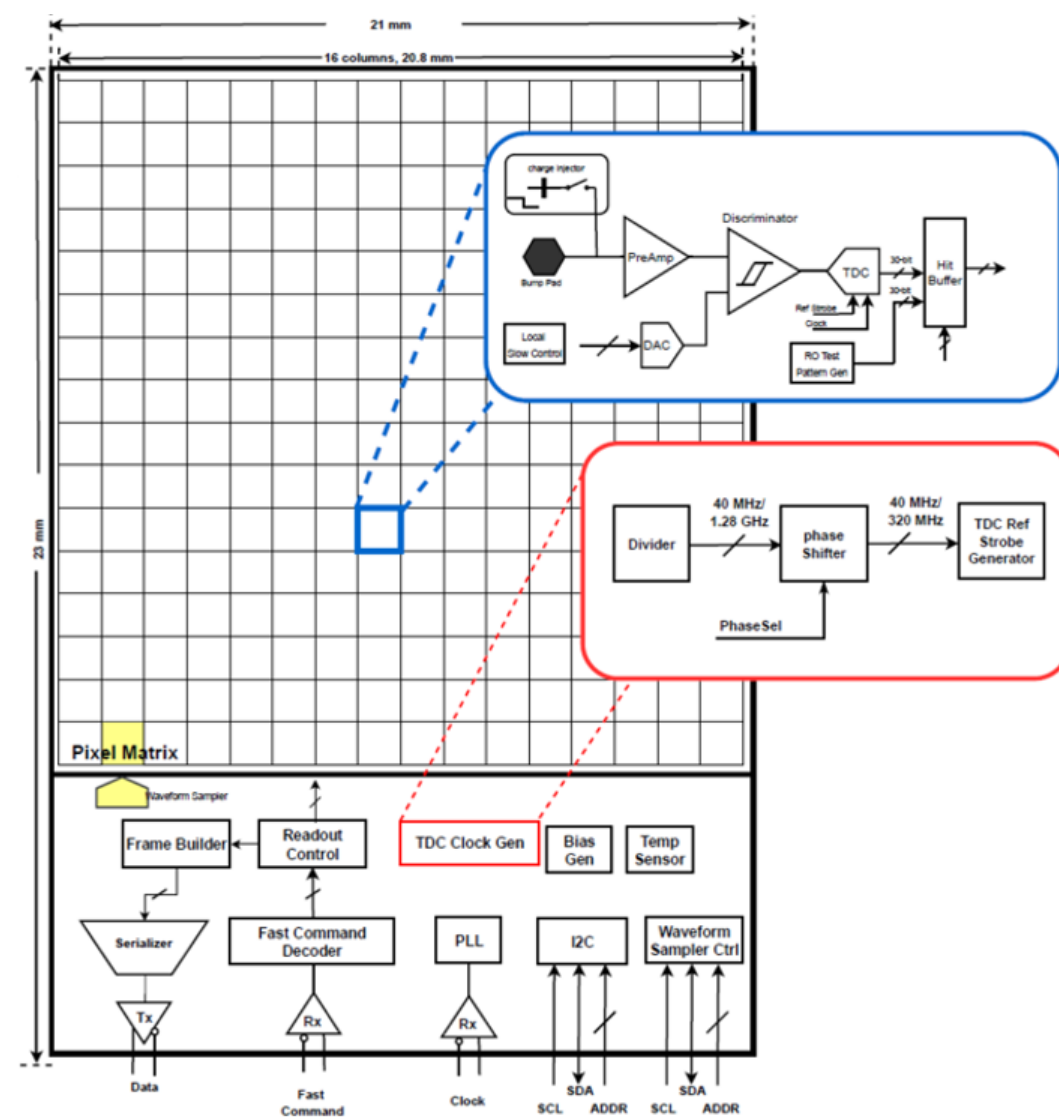 21 mm
16 columns, 20.8 mm
23 mm
charge injector
Bump Pad
PreAmp
Discriminator
TDC
30-bit
30-bit
Hit
Buffer
Ref Strobe
Clock
Local
Slow Control
DAC
RO Test
Pattern Gen
40 MHz/
1.28 GHz
40 MHz/
320 MHz
Divider
phase
Shifter
TDC Ref
Strobe
Generator
PhaseSel
Pixel Matrix
Waveform Sampler
Frame Builder
Readout
Control
TDC Clock Gen
Bias
Gen
Temp
Sensor
Serializer
Fast Command
Decoder
PLL
I2C
Waveform
Sampler Ctrl
Tx
Rx
Rx
Data
Fast
Command
Clock
SCL
SDA
ADDR
SCL
SDA
ADDR